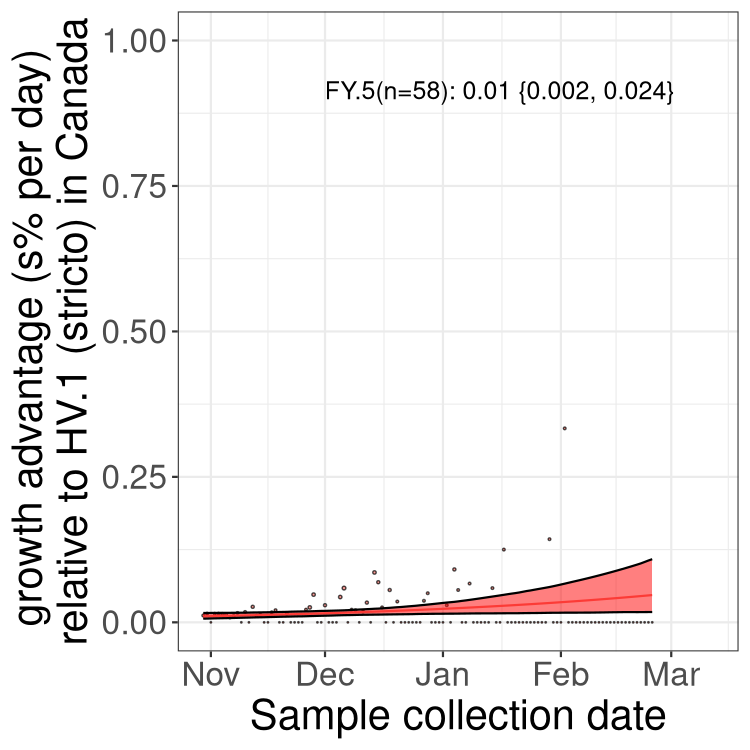 growth advantage (s% per day)
relative to HV.1 (stricto) in Canada
1.00
0.75
0.50
0.25
0.00
FY.5(n=58): 0.01 {0.002, 0.024}
Nov Dec Jan Feb Mar
Sample collection date